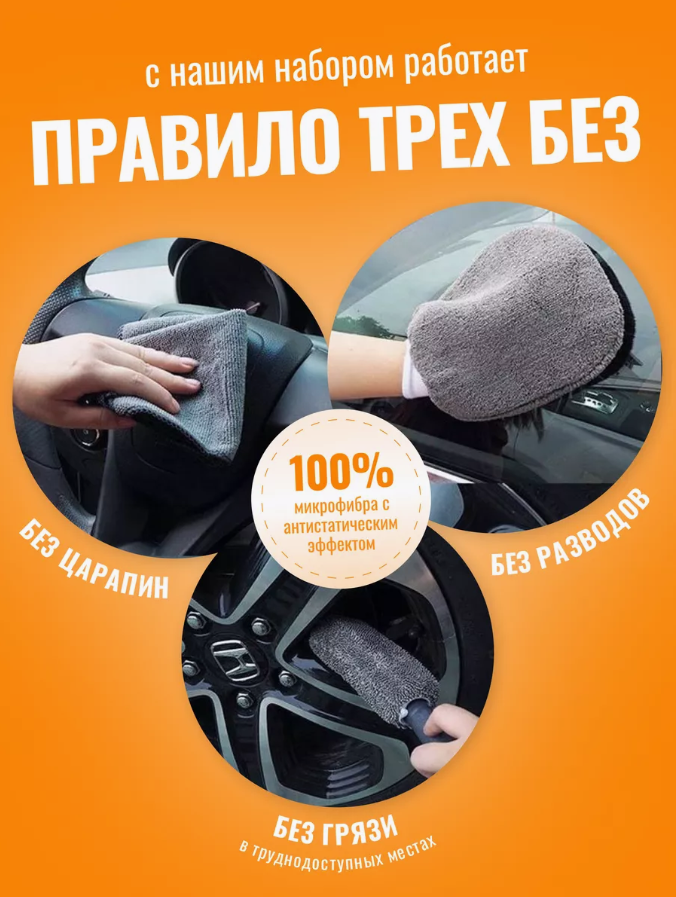 с нашим набором работает
ПРАВИЛО ТРЕХ БЕЗ
100%
микрофибра с
антистатическим
эффектом
БЕЗ ЦАРАПИН
БЕЗ РАЗВОДОВ
БЕЗ ГРЯЗИ
в труднодоступных местах